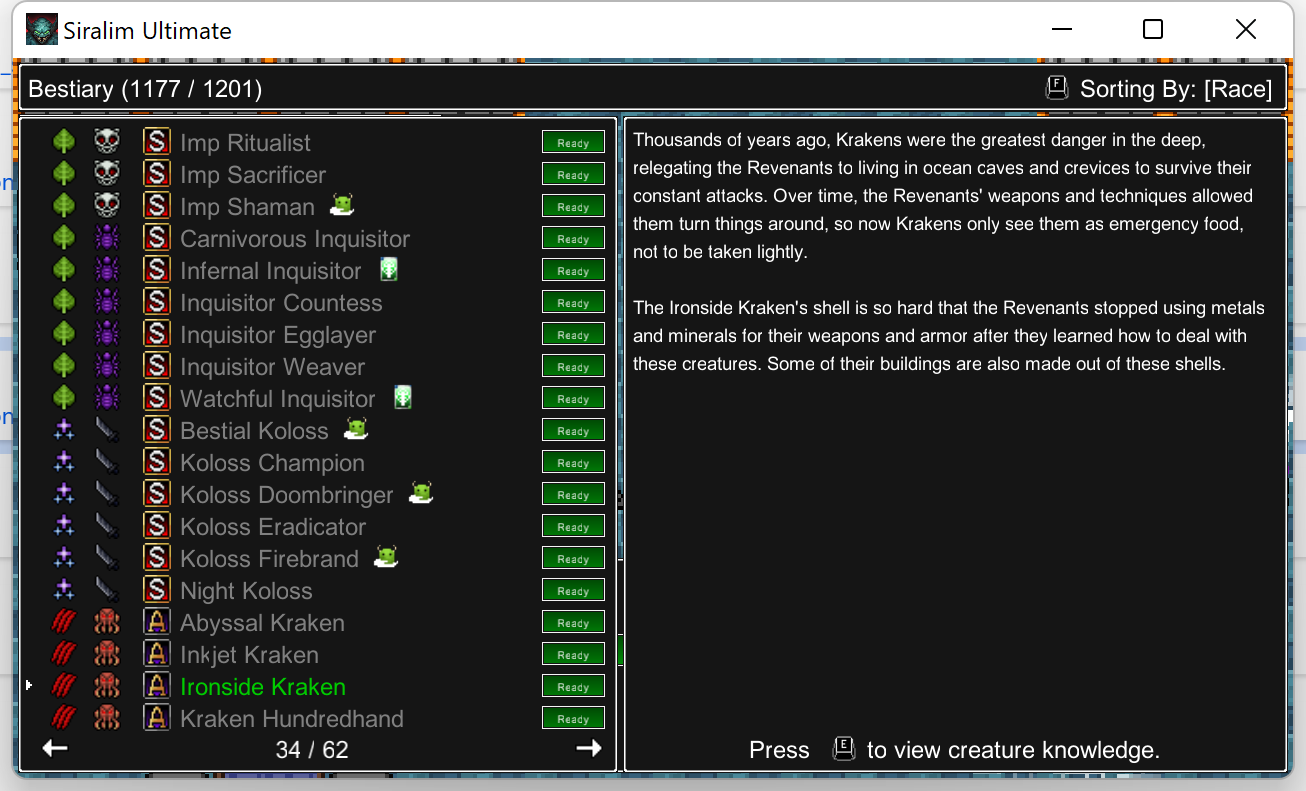 Siralim Ultimate
Bestiary (1177 / 1201)
F Sorting By: [Race]
S Imp Ritualist Ready
S Imp Sacrificer Ready
S Imp Shaman Ready
S Carnivorous Inquisitor Ready
S Infernal Inquisitor Ready
S Inquisitor Countess Ready
S Inquisitor Egglayer Ready
S Inquisitor Weaver Ready
S Watchful Inquisitor Ready
S Bestial Koloss Ready
S Koloss Champion Ready
S Koloss Doombringer Ready
S Koloss Eradicator Ready
S Koloss Firebrand Ready
S Night Koloss Ready
A Abyssal Kraken Ready
A Inkjet Kraken Ready
A Ironside Kraken Ready
A Kraken Hundredhand Ready
34 / 62
Thousands of years ago, Krakens were the greatest danger in the deep,
relegating the Revenants to living in ocean caves and crevices to survive their
constant attacks. Over time, the Revenants' weapons and techniques allowed
them turn things around, so now Krakens only see them as emergency food,
not to be taken lightly.
The Ironside Kraken's shell is so hard that the Revenants stopped using metals
and minerals for their weapons and armor after they learned how to deal with
these creatures. Some of their buildings are also made out of these shells.
Press E to view creature knowledge.